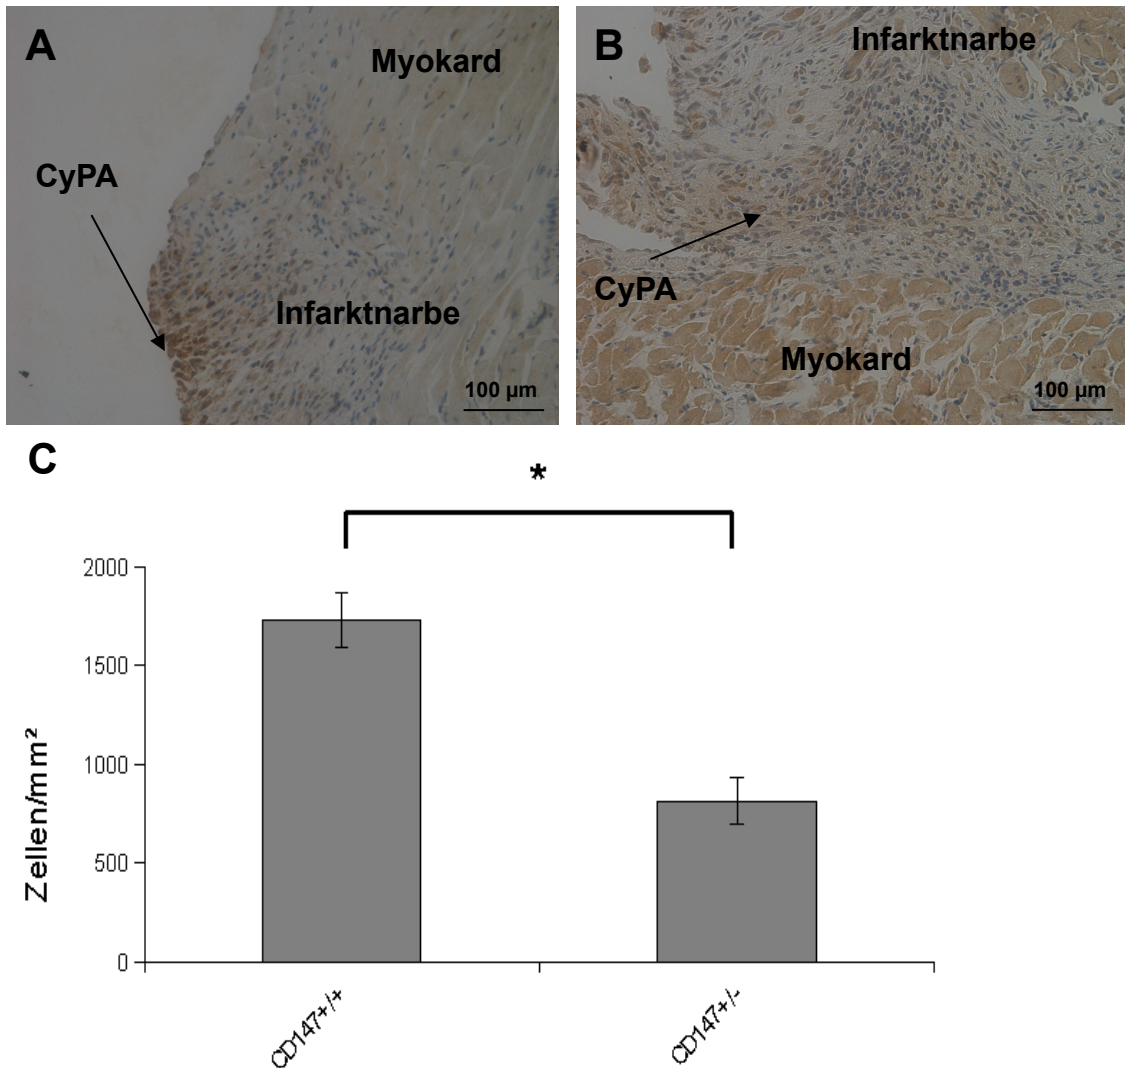 A
Myokard
CyPA
Infarktnarbe
100 µm
B
Infarktnarbe
CyPA
Myokard
100 µm
C
*
2000
1500
1000
500
0
Zellen/mm²
CD147+/+
CD147+/-